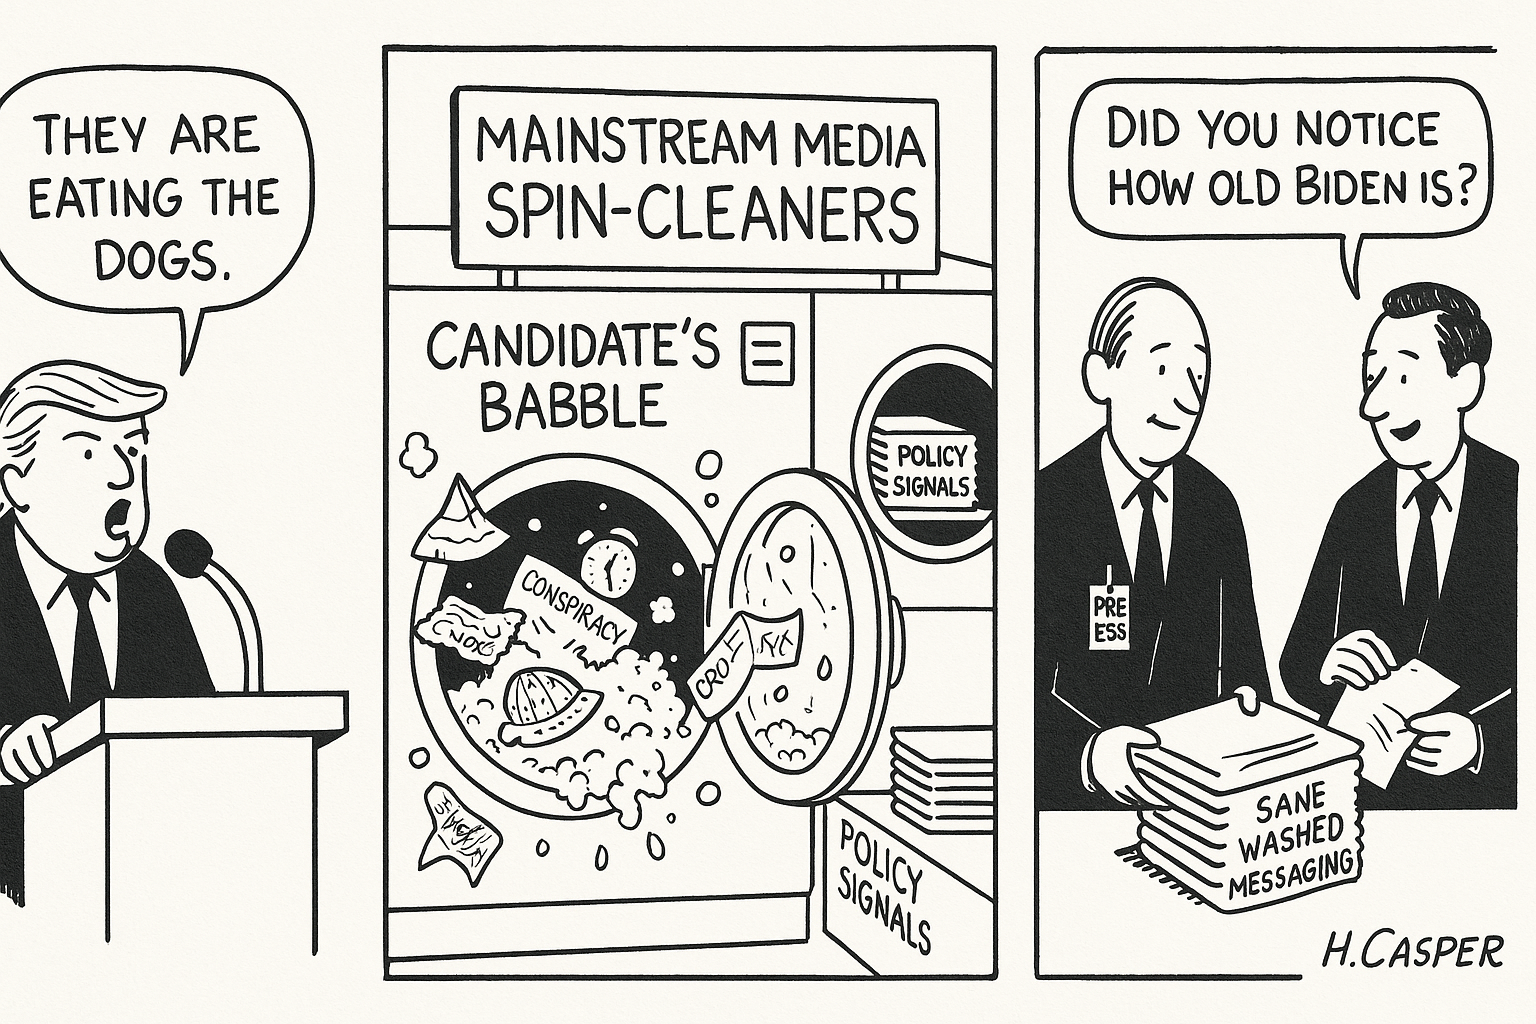 THEY ARE
EATING THE
DOGS.
MAINSTREAM MEDIA
SPIN-CLEANERS
CANDIDATE'S
BABBLE
CONSPIRACY
POLICY
SIGNALS
POLICY
SIGNALS
DID YOU NOTICE
HOW OLD BIDEN IS?
PRE
ESS
SANE
WASHED
MESSAGING
H.CASPER